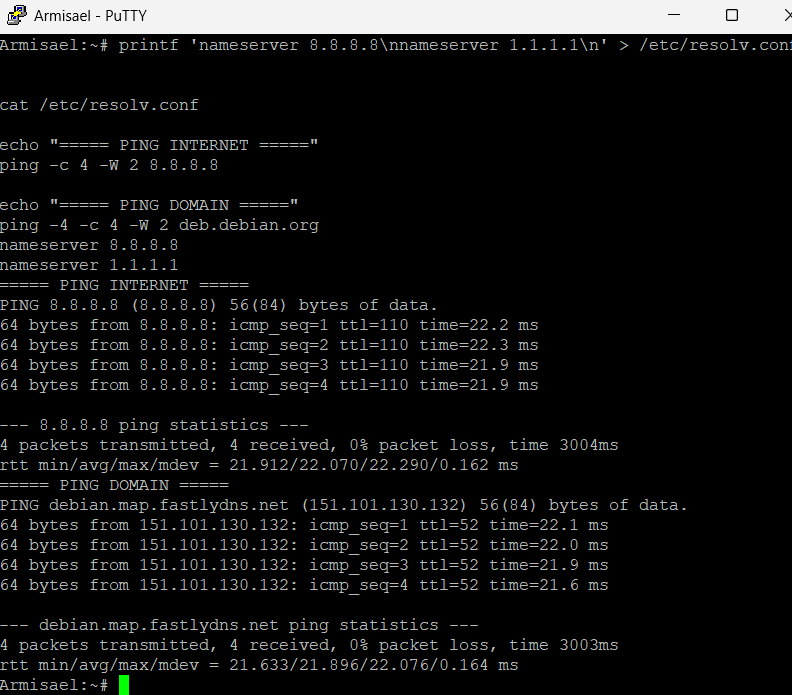 Armisael - PuTTY
Armisael:~# printf 'nameserver 8.8.8.8\nnameserver 1.1.1.1\n' > /etc/resolv.conf
cat /etc/resolv.conf
echo "===== PING INTERNET ====="
ping -c 4 -W 2 8.8.8.8
echo "===== PING DOMAIN ====="
ping -4 -c 4 -W 2 deb.debian.org
nameserver 8.8.8.8
nameserver 1.1.1.1
===== PING INTERNET =====
PING 8.8.8.8 (8.8.8.8) 56(84) bytes of data.
64 bytes from 8.8.8.8: icmp_seq=1 ttl=110 time=22.2 ms
64 bytes from 8.8.8.8: icmp_seq=2 ttl=110 time=22.3 ms
64 bytes from 8.8.8.8: icmp_seq=3 ttl=110 time=21.9 ms
64 bytes from 8.8.8.8: icmp_seq=4 ttl=110 time=21.9 ms
--- 8.8.8.8 ping statistics ---
4 packets transmitted, 4 received, 0% packet loss, time 3004ms
rtt min/avg/max/mdev = 21.912/22.070/22.290/0.162 ms
===== PING DOMAIN =====
PING debian.map.fastlydns.net (151.101.130.132) 56(84) bytes of data.
64 bytes from 151.101.130.132: icmp_seq=1 ttl=52 time=22.1 ms
64 bytes from 151.101.130.132: icmp_seq=2 ttl=52 time=22.0 ms
64 bytes from 151.101.130.132: icmp_seq=3 ttl=52 time=21.9 ms
64 bytes from 151.101.130.132: icmp_seq=4 ttl=52 time=21.6 ms
--- debian.map.fastlydns.net ping statistics ---
4 packets transmitted, 4 received, 0% packet loss, time 3003ms
rtt min/avg/max/mdev = 21.633/21.896/22.076/0.164 ms
Armisael:~#